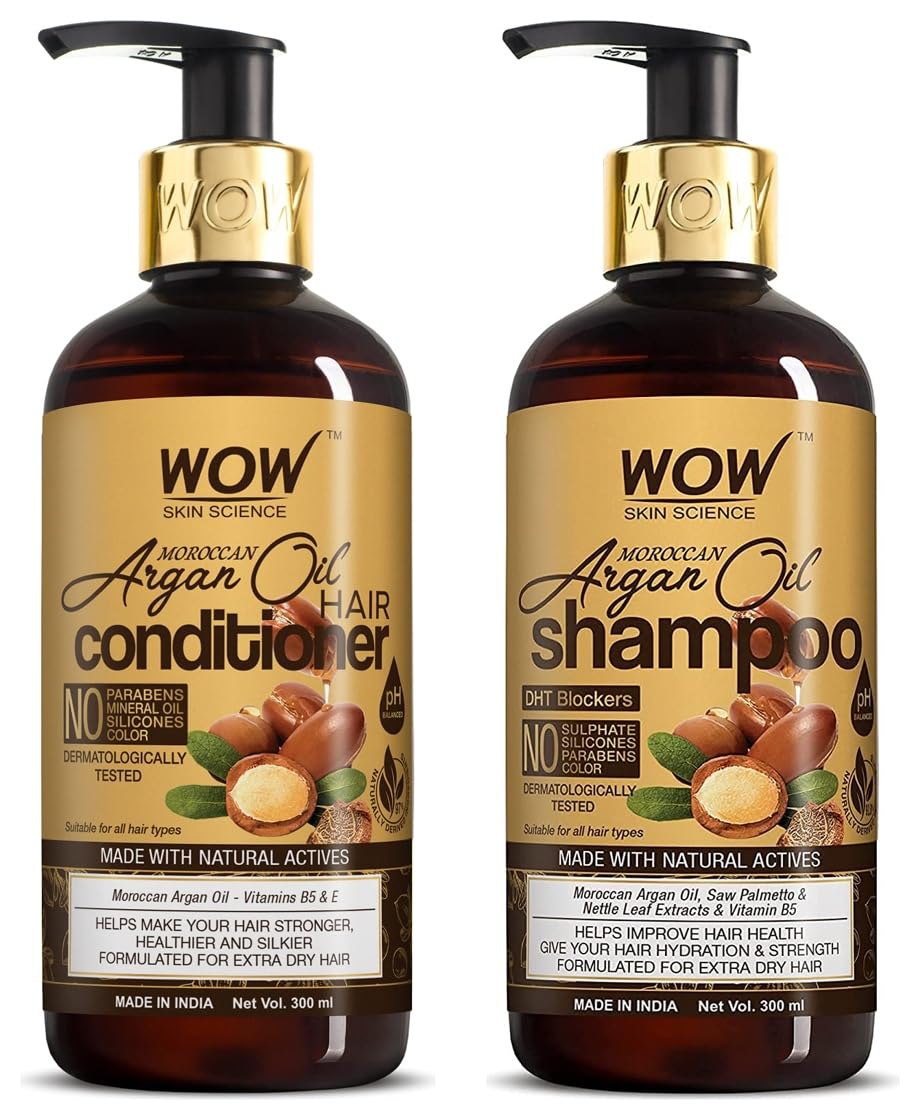 WOW
WOW TM
SKIN SCIENCE
MOROCCAN
Argan Oil
HAIR
conditioner
NO PARABENS
MINERAL OIL
SILICONES
COLOR
pH
BALANCED
DERMATOLOGICALLY
TESTED
Suitable for all hair types
MADE WITH NATURAL ACTIVES
Moroccan Argan Oil - Vitamins B5 & E
HELPS MAKE YOUR HAIR STRONGER,
HEALTHIER AND SILKIER
FORMULATED FOR EXTRA DRY HAIR
MADE IN INDIA Net Vol. 300 ml
WOW
WOW TM
SKIN SCIENCE
MOROCCAN
Argan Oil
shampoo
DHT Blockers
pH
BALANCED
NO SULPHATE
SILICONES
PARABENS
COLOR
DERMATOLOGICALLY
TESTED
Suitable for all hair types
MADE WITH NATURAL ACTIVES
Moroccan Argan Oil, Saw Palmetto &
Nettle Leaf Extracts & Vitamin B5
HELPS IMPROVE HAIR HEALTH
GIVE YOUR HAIR HYDRATION & STRENGTH
FORMULATED FOR EXTRA DRY HAIR
MADE IN INDIA Net Vol. 300 ml